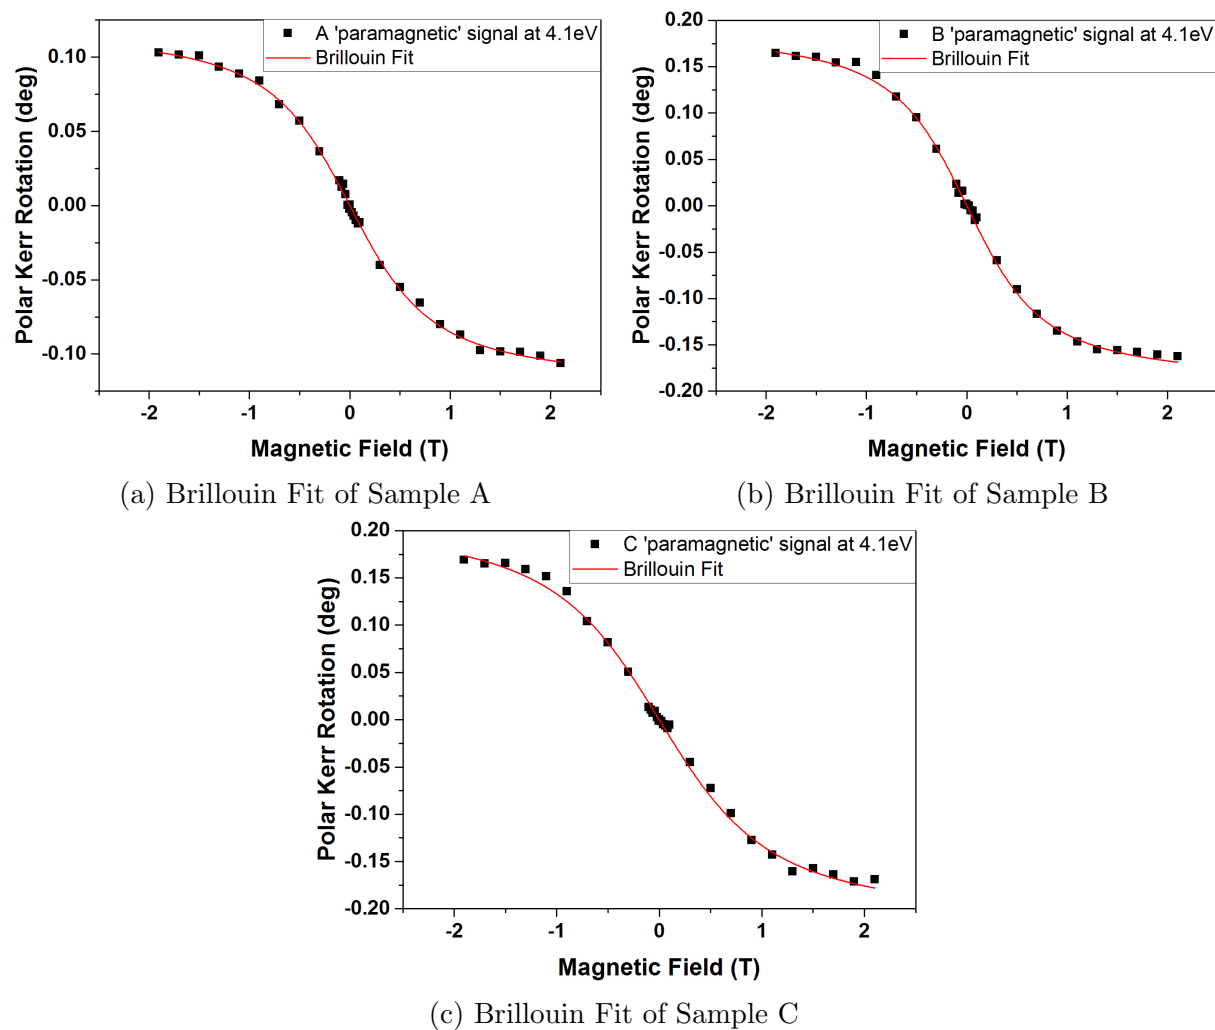 A 'paramagnetic' signal at 4.1eV
Brillouin Fit
Polar Kerr Rotation (deg)
0.10
0.05
0.00
-0.05
-0.10
-2
-1
0
1
2
Magnetic Field (T)
(a) Brillouin Fit of Sample A
B 'paramagnetic' signal at 4.1eV
Brillouin Fit
Polar Kerr Rotation (deg)
0.20
0.15
0.10
0.05
0.00
-0.05
-0.10
-0.15
-0.20
-2
-1
0
1
2
Magnetic Field (T)
(b) Brillouin Fit of Sample B
C 'paramagnetic' signal at 4.1eV
Brillouin Fit
Polar Kerr Rotation (deg)
0.20
0.15
0.10
0.05
0.00
-0.05
-0.10
-0.15
-0.20
-2
-1
0
1
2
Magnetic Field (T)
(c) Brillouin Fit of Sample C